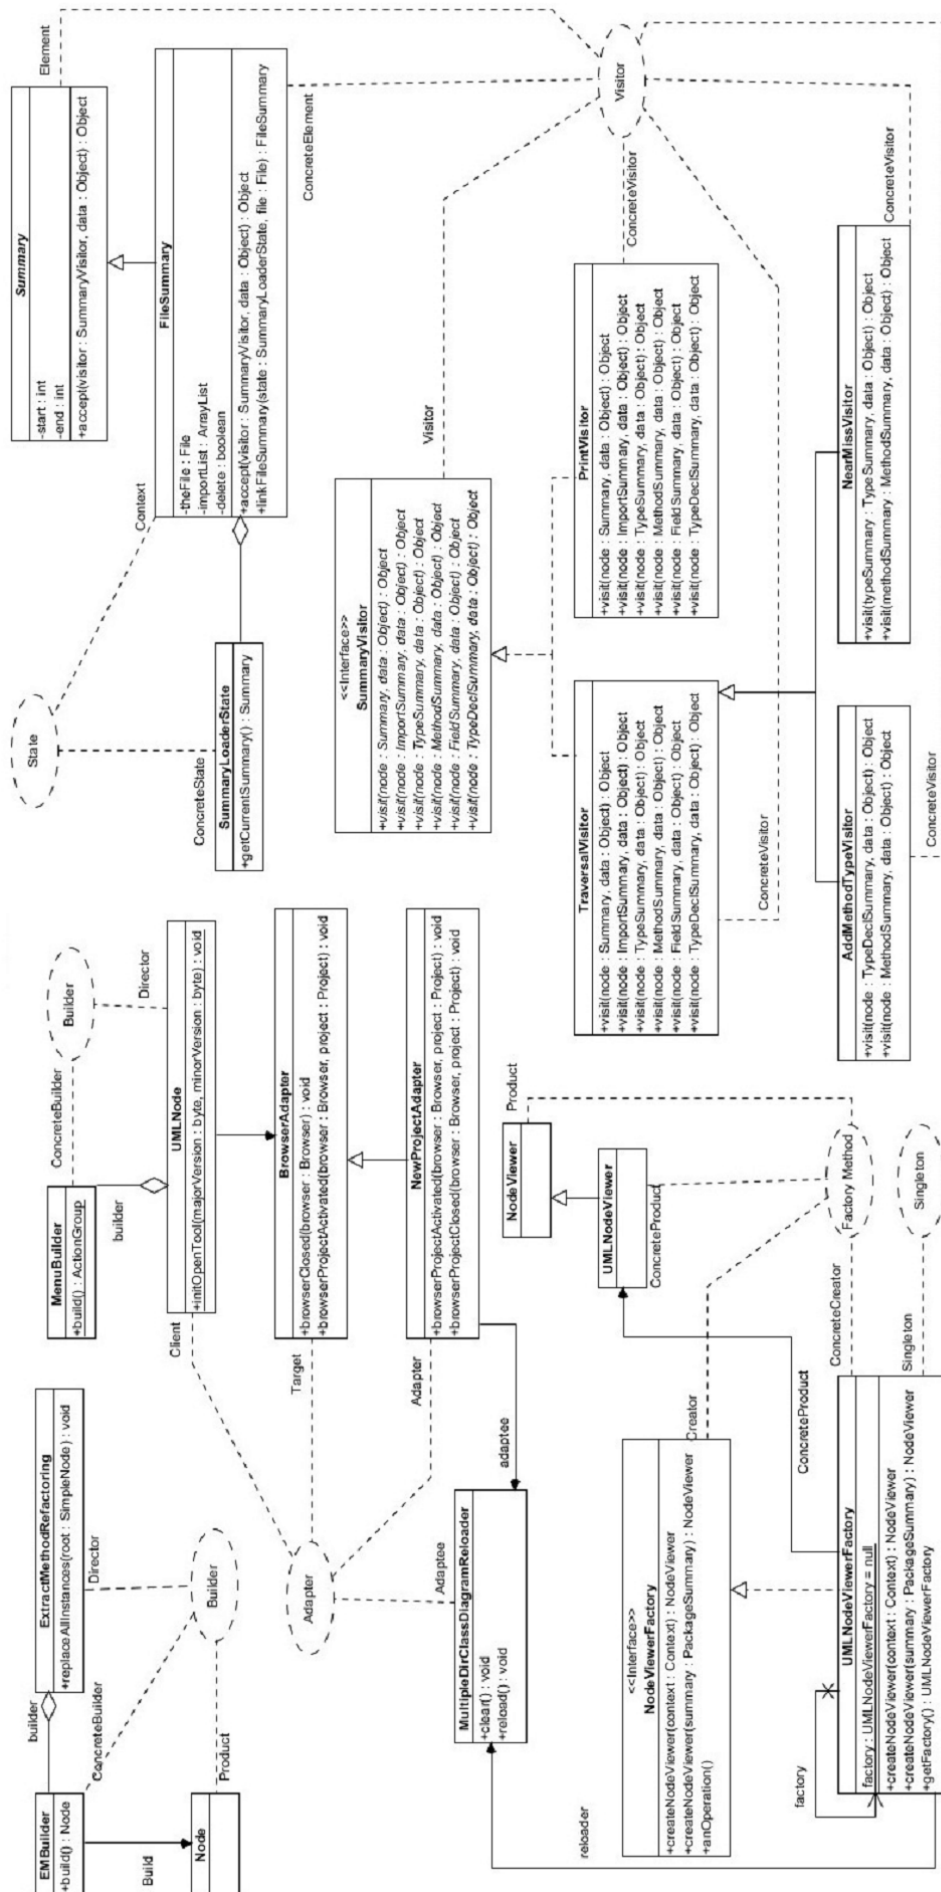 EMBuilder
+build() : Node
builder
ExtractMethodRefactoring
+replaceAllInstances(root : SimpleNode) : void
Director
ConcreteBuilder
Builder
Build
Node
Product
MenuBuilder
+build() : ActionGroup
ConcreteBuilder
Builder
builder
Director
UMLNode
+initOpenTool(majorVersion : byte, minorVersion : byte) : void
Client
BrowserAdapter
+browserClosed(browser : Browser) : void
+browserProjectActivated(browser : Browser, project : Project) : void
Target
NewProjectAdapter
+browserProjectActivated(browser : Browser, project : Project) : void
+browserProjectClosed(browser : Browser, project : Project) : void
Adapter
Adapter
Adaptee
adaptee
MultipleDirClassDiagramReloader
+clear() : void
+reload() : void
reloader
State
Context
ConcreteState
SummaryLoaderState
+getCurrentSummary() : Summary
Summary
-start : int
-end : int
+accept(visitor : SummaryVisitor, data : Object) : Object
Element
FileSummary
-theFile : File
-importList : ArrayList
-delete : boolean
+accept(visitor : SummaryVisitor, data : Object) : Object
+linkFileSummary(state : SummaryLoaderState, file : File) : FileSummary
ConcreteElement
Visitor
Visitor
<<Interface>>
SummaryVisitor
+visit(node : Summary, data : Object) : Object
+visit(node : ImportSummary, data : Object) : Object
+visit(node : TypeSummary, data : Object) : Object
+visit(node : MethodSummary, data : Object) : Object
+visit(node : FieldSummary, data : Object) : Object
+visit(node : TypeDeclSummary, data : Object) : Object
TraversalVisitor
+visit(node : Summary, data : Object) : Object
+visit(node : ImportSummary, data : Object) : Object
+visit(node : TypeSummary, data : Object) : Object
+visit(node : MethodSummary, data : Object) : Object
+visit(node : FieldSummary, data : Object) : Object
+visit(node : TypeDeclSummary, data : Object) : Object
ConcreteVisitor
PrintVisitor
+visit(node : Summary, data : Object) : Object
+visit(node : ImportSummary, data : Object) : Object
+visit(node : TypeSummary, data : Object) : Object
+visit(node : MethodSummary, data : Object) : Object
+visit(node : FieldSummary, data : Object) : Object
+visit(node : TypeDeclSummary, data : Object) : Object
ConcreteVisitor
AddMethodTypeVisitor
+visit(node : TypeDeclSummary, data : Object) : Object
+visit(node : MethodSummary, data : Object) : Object
ConcreteVisitor
NearMissVisitor
+visit(typeSummary : TypeSummary, data : Object) : Object
+visit(methodSummary : MethodSummary, data : Object) : Object
ConcreteVisitor
<<Interface>>
NodeViewerFactory
+createNodeViewer(context : Context) : NodeViewer
+createNodeViewer(summary : PackageSummary) : NodeViewer
+anOperation()
Creator
NodeViewer
Product
UMLNodeViewer
ConcreteProduct
Factory Method
ConcreteProduct
ConcreteCreator
factory
UMLNodeViewerFactory
factory : UMLNodeViewerFactory = null
+createNodeViewer(context : Context) : NodeViewer
+createNodeViewer(summary : PackageSummary) : NodeViewer
+getFactory() : UMLNodeViewerFactory
Singleton
Singleton